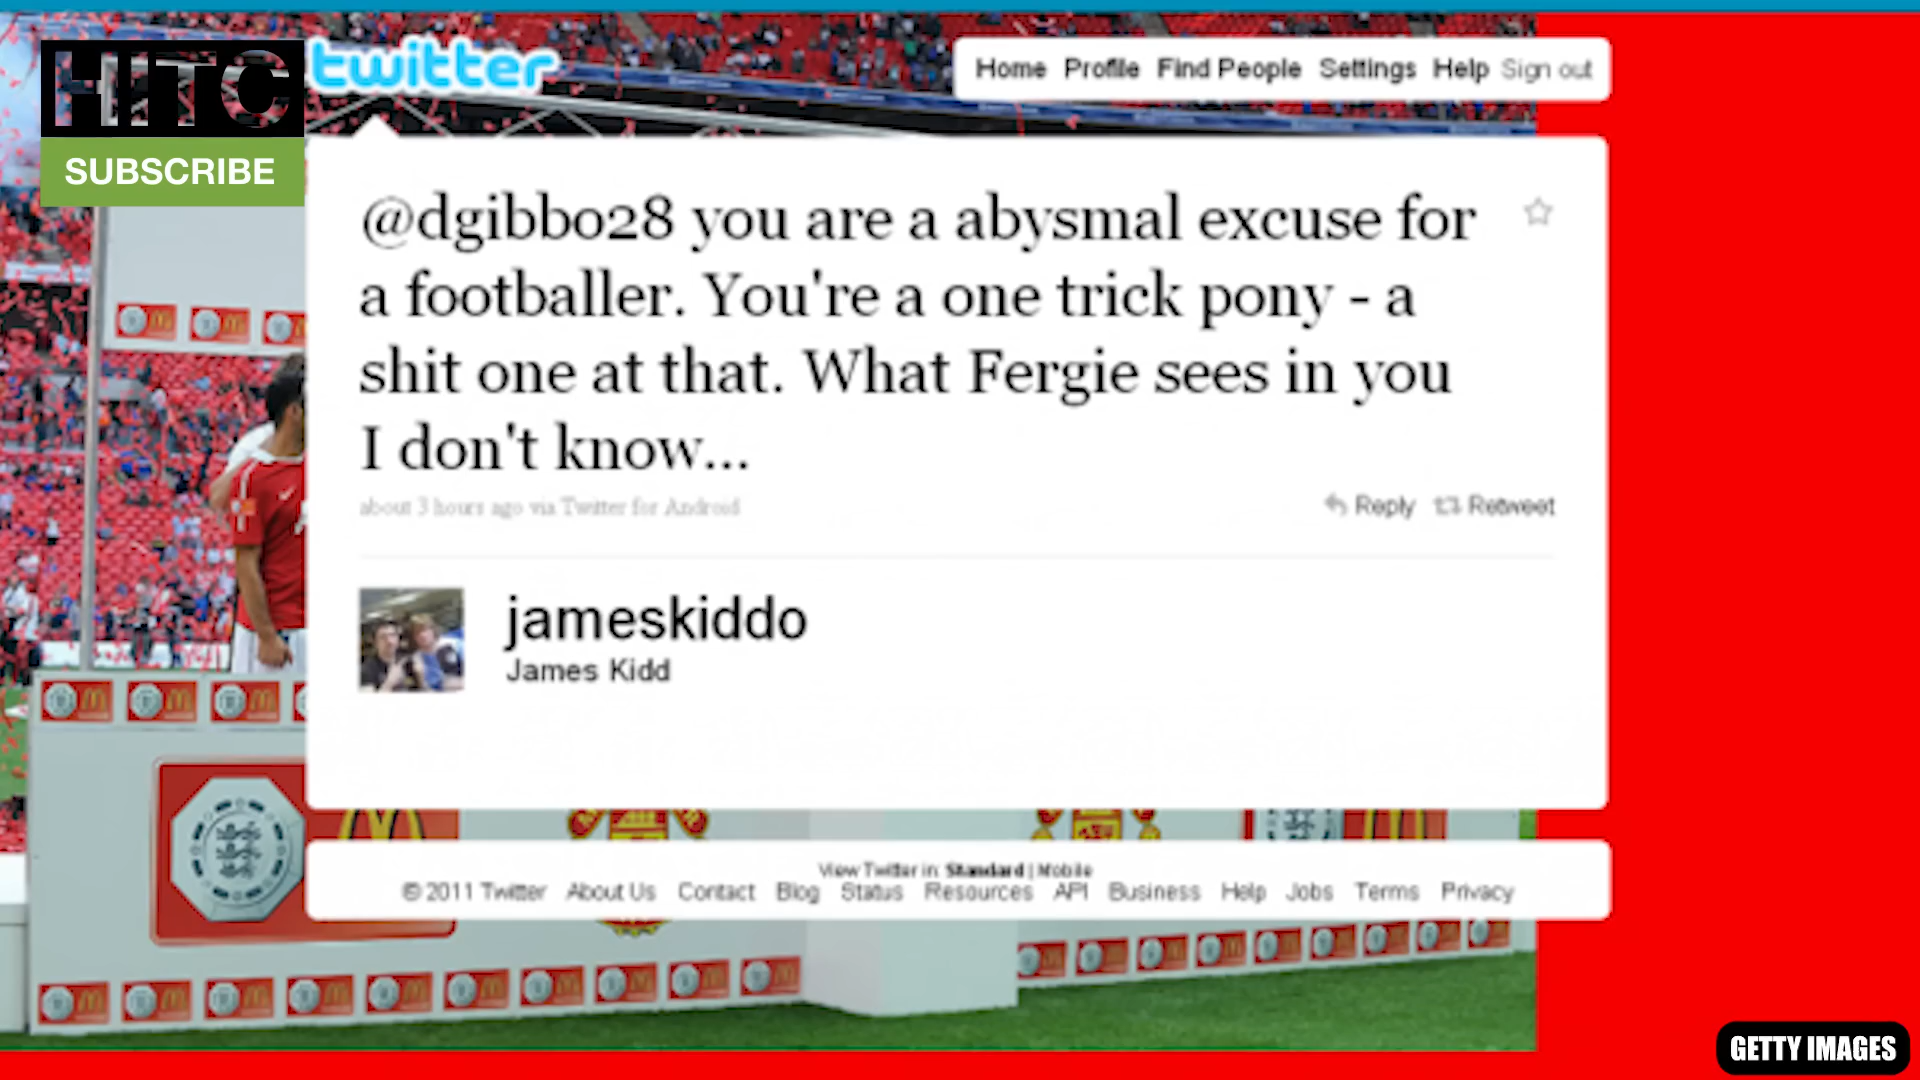 HITC
SUBSCRIBE
twitter
Home Profile Find People Settings Help Sign out
@dgibbo28 you are a abysmal excuse for
a footballer. You're a one trick pony - a
shit one at that. What Fergie sees in you
I don't know...
about 3 hours ago via Twitter for Android
Reply Retweet
jameskiddo
James Kidd
View Twitter in: Standard | Mobile
© 2011 Twitter About Us Contact Blog Status Resources API Business Help Jobs Terms Privacy
GETTY IMAGES